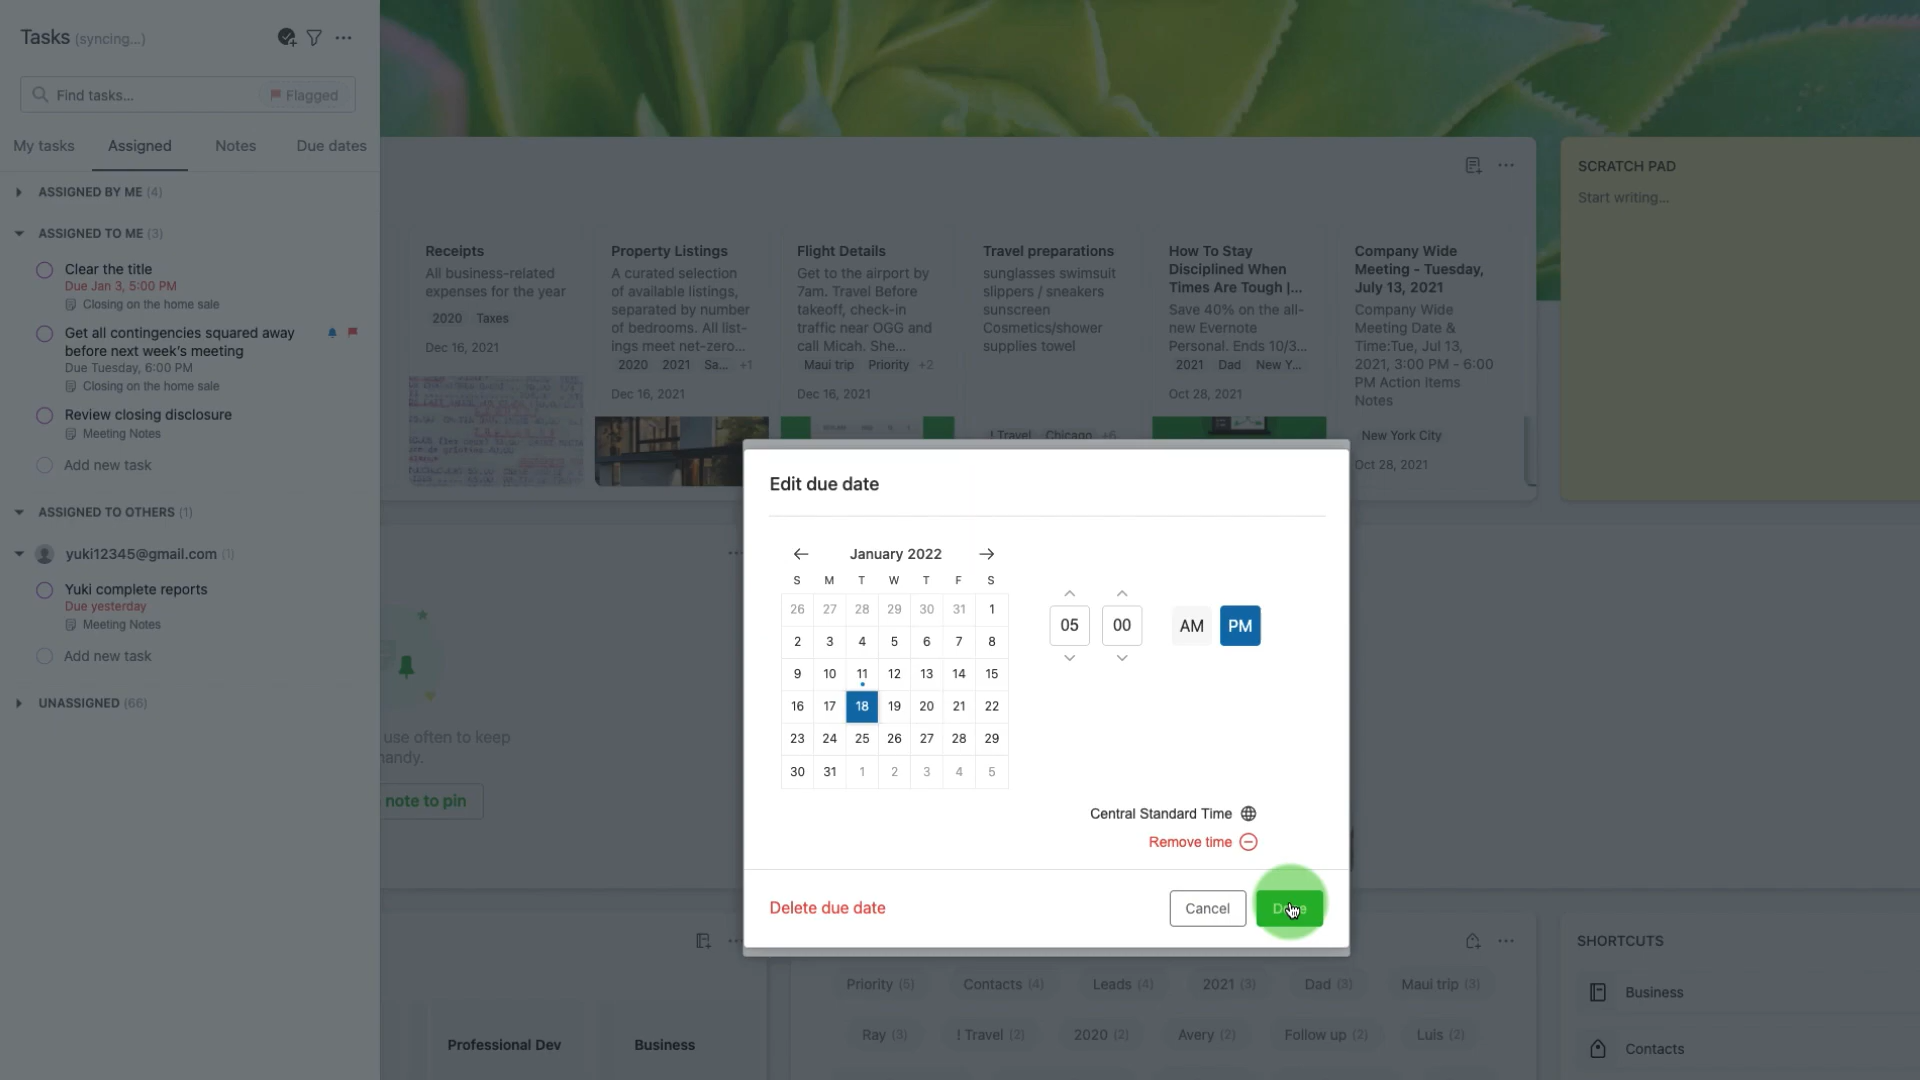 Tasks (syncing...)
Find tasks...
Flagged
My tasks
Assigned
Notes
Due dates
ASSIGNED BY ME (4)
ASSIGNED TO ME (3)
Clear the title
Due Jan 3, 5:00 PM
Closing on the home sale
Get all contingencies squared away
before next week's meeting
Due Tuesday, 6:00 PM
Closing on the home sale
Review closing disclosure
Meeting Notes
Add new task
ASSIGNED TO OTHERS (1)
yuki12345@gmail.com (1)
Yuki complete reports
Due yesterday
Meeting Notes
Add new task
UNASSIGNED (66)
Receipts
All business-related
expenses for the year
2020 Taxes
Dec 16, 2021
Property Listings
A curated selection
of available listings,
separated by number
of bedrooms. All list-
ings meet net-zero...
2020 2021 Sa... +1
Dec 16, 2021
Flight Details
Get to the airport by
7am. Travel Before
takeoff, check-in
traffic near OGG and
call Micah. She...
Maui trip Priority +2
Dec 16, 2021
Travel preparations
sunglasses swimsuit
slippers / sneakers
sunscreen
Cosmetics/shower
supplies towel
! Travel Chicago +6
How To Stay
Disciplined When
Times Are Tough |...
Save 40% on the all-
new Evernote
Personal. Ends 10/3...
2021 Dad New Y...
Oct 28, 2021
Company Wide
Meeting - Tuesday,
July 13, 2021
Company Wide
Meeting Date &
Time:Tue, Jul 13,
2021, 3:00 PM - 6:00
PM Action Items
Notes
New York City
Oct 28, 2021
SCRATCH PAD
Start writing...
use often to keep
handy.
note to pin
Edit due date
January 2022
S M T W T F S
26 27 28 29 30 31 1
2 3 4 5 6 7 8
9 10 11 12 13 14 15
16 17 18 19 20 21 22
23 24 25 26 27 28 29
30 31 1 2 3 4 5
05 00 AM PM
Central Standard Time
Remove time
Delete due date
Cancel
Professional Dev
Business
Priority (5) Contacts (4) Leads (4) 2021 (3) Dad (3) Maui trip (3)
Ray (3) ! Travel (2) 2020 (2) Avery (2) Follow up (2) Luis (2)
SHORTCUTS
Business
Contacts